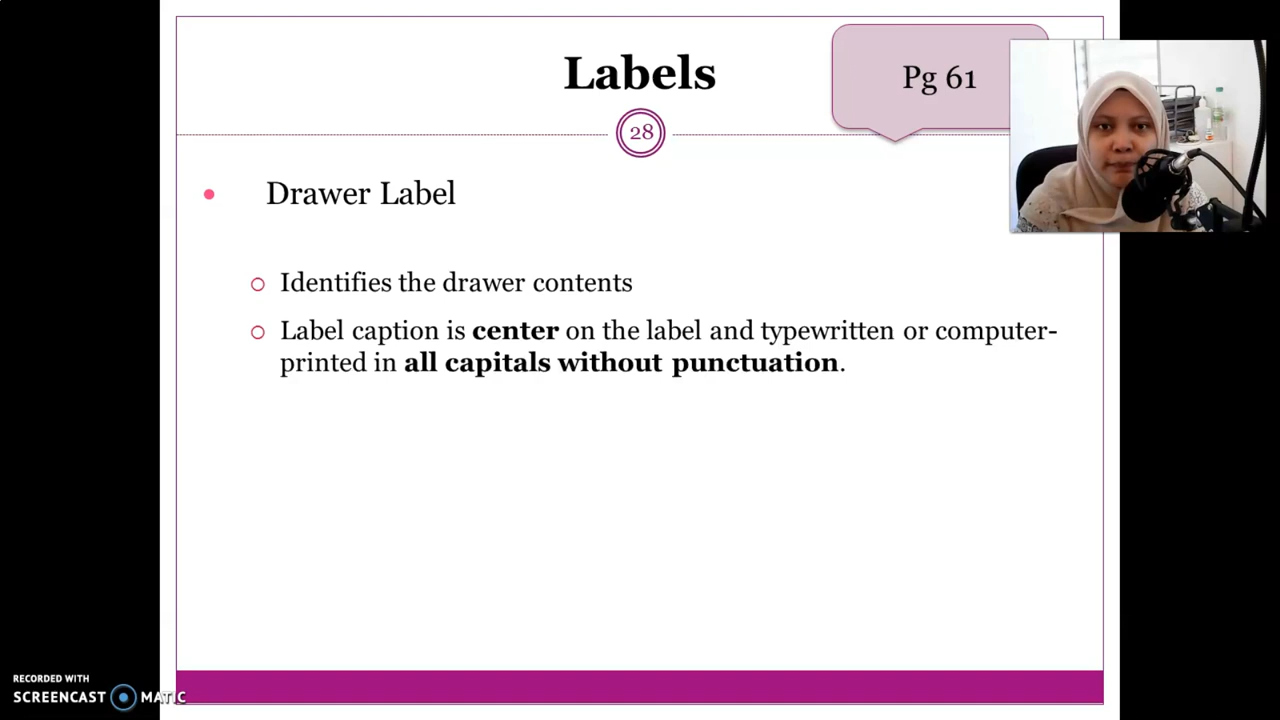 Labels
Pg 61
28
Drawer Label
Identifies the drawer contents
Label caption is center on the label and typewritten or computer-
printed in all capitals without punctuation.
RECORDED WITH
SCREENCAST MATIC